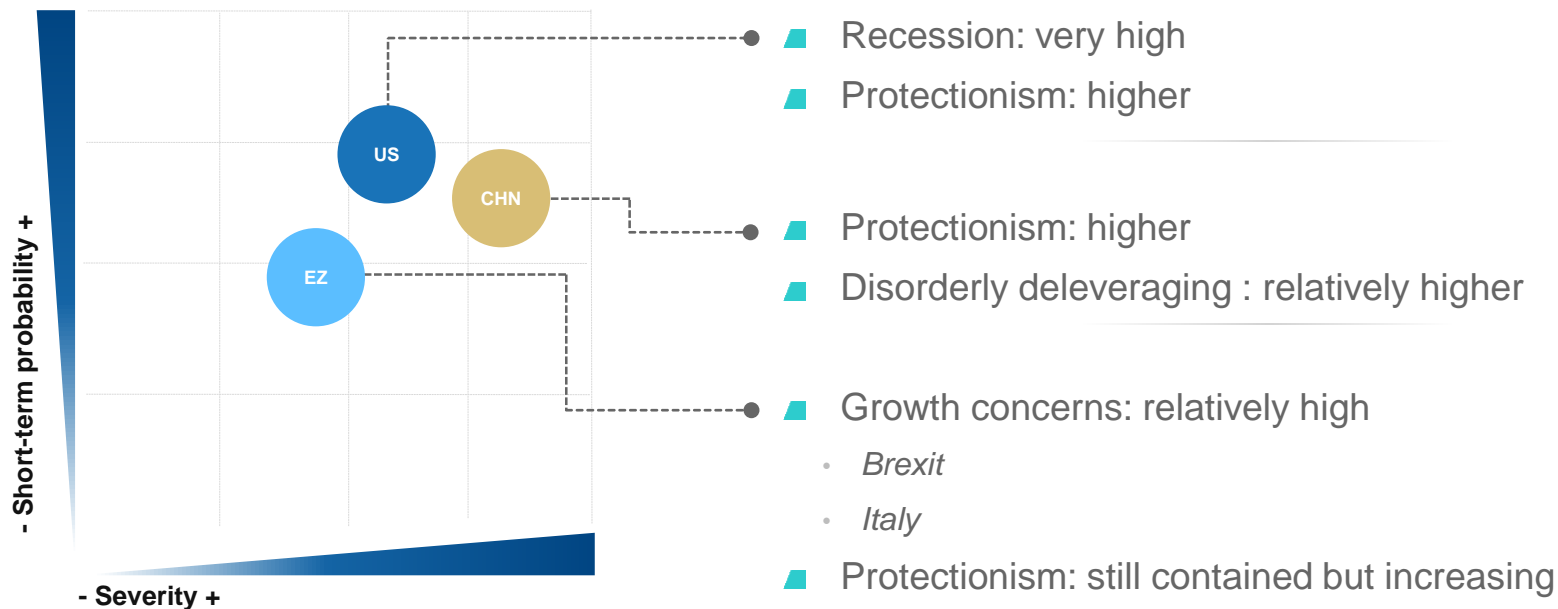 - Short-term probability +
US
CHN
EZ
- Severity +
Recession: very high
Protectionism: higher
Protectionism: higher
Disorderly deleveraging : relatively higher
Growth concerns: relatively high
Brexit
Italy
Protectionism: still contained but increasing